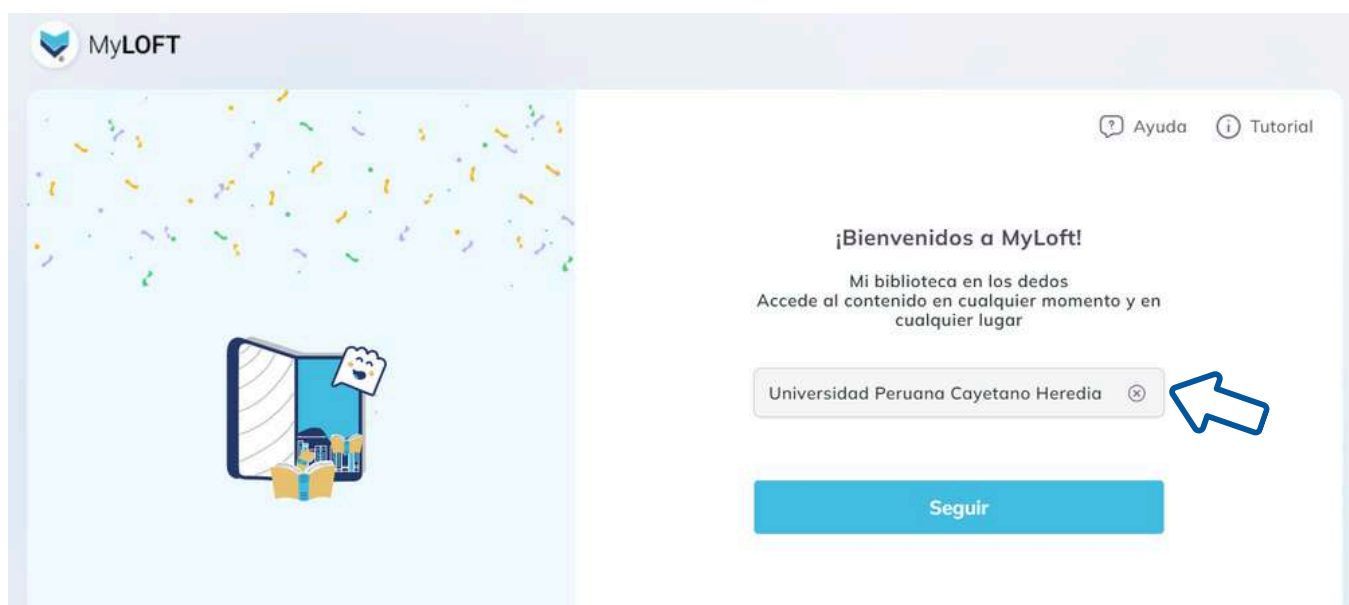 MyLOFT
Ayuda
Tutorial
¡Bienvenidos a MyLoft!
Mi biblioteca en los dedos
Accede al contenido en cualquier momento y en
cualquier lugar
Universidad Peruana Cayetano Heredia
Seguir